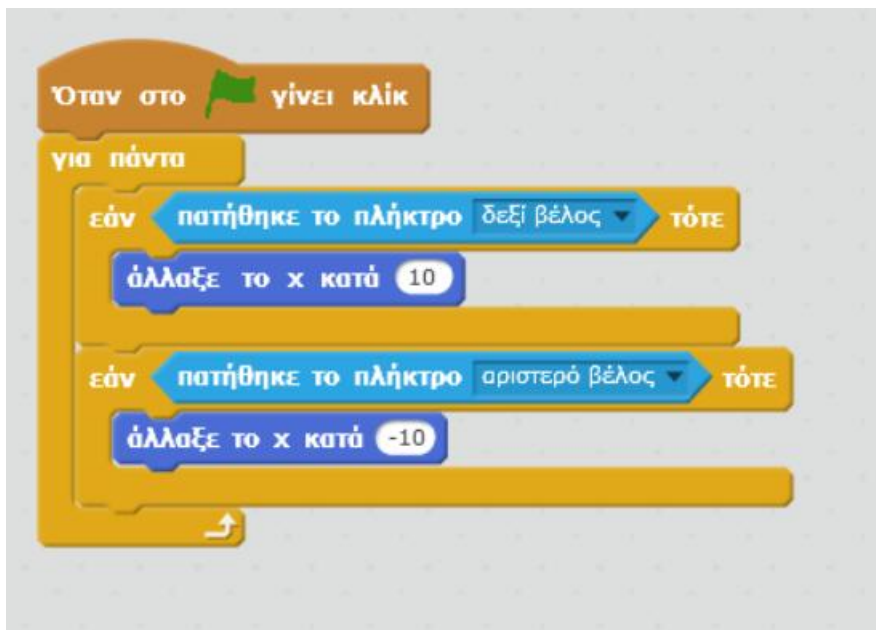 Όταν στο γίνει κλίκ
για πάντα
εάν πατήθηκε το πλήκτρο δεξί βέλος τότε
άλλαξε το x κατά 10
εάν πατήθηκε το πλήκτρο αριστερό βέλος τότε
άλλαξε το x κατά -10